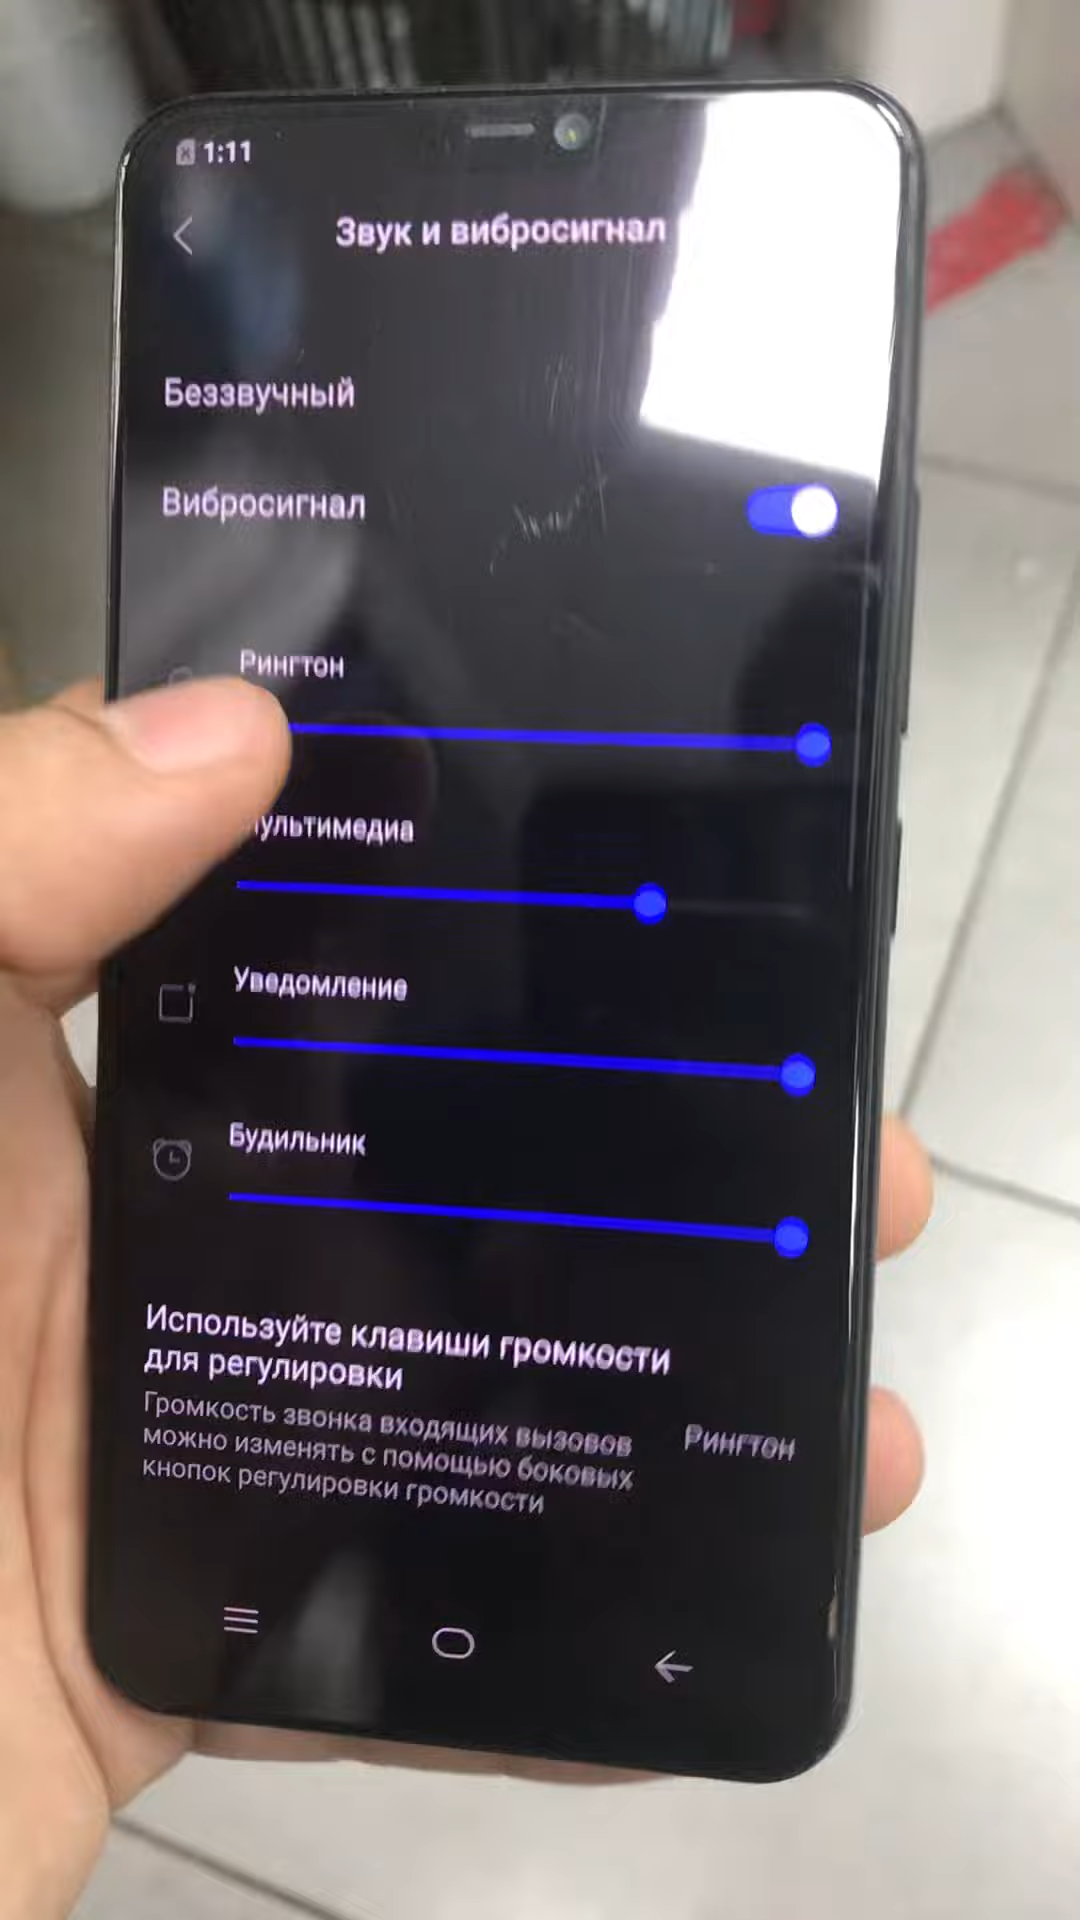 1:11
Звук и вибросигнал
Беззвучный
Вибросигнал
Рингтон
ультимедиа
Уведомление
Будильник
Используйте клавиши громкости
для регулировки
Громкость звонка входящих вызовов
можно изменять с помощью боковых
кнопок регулировки громкости
Рингтон